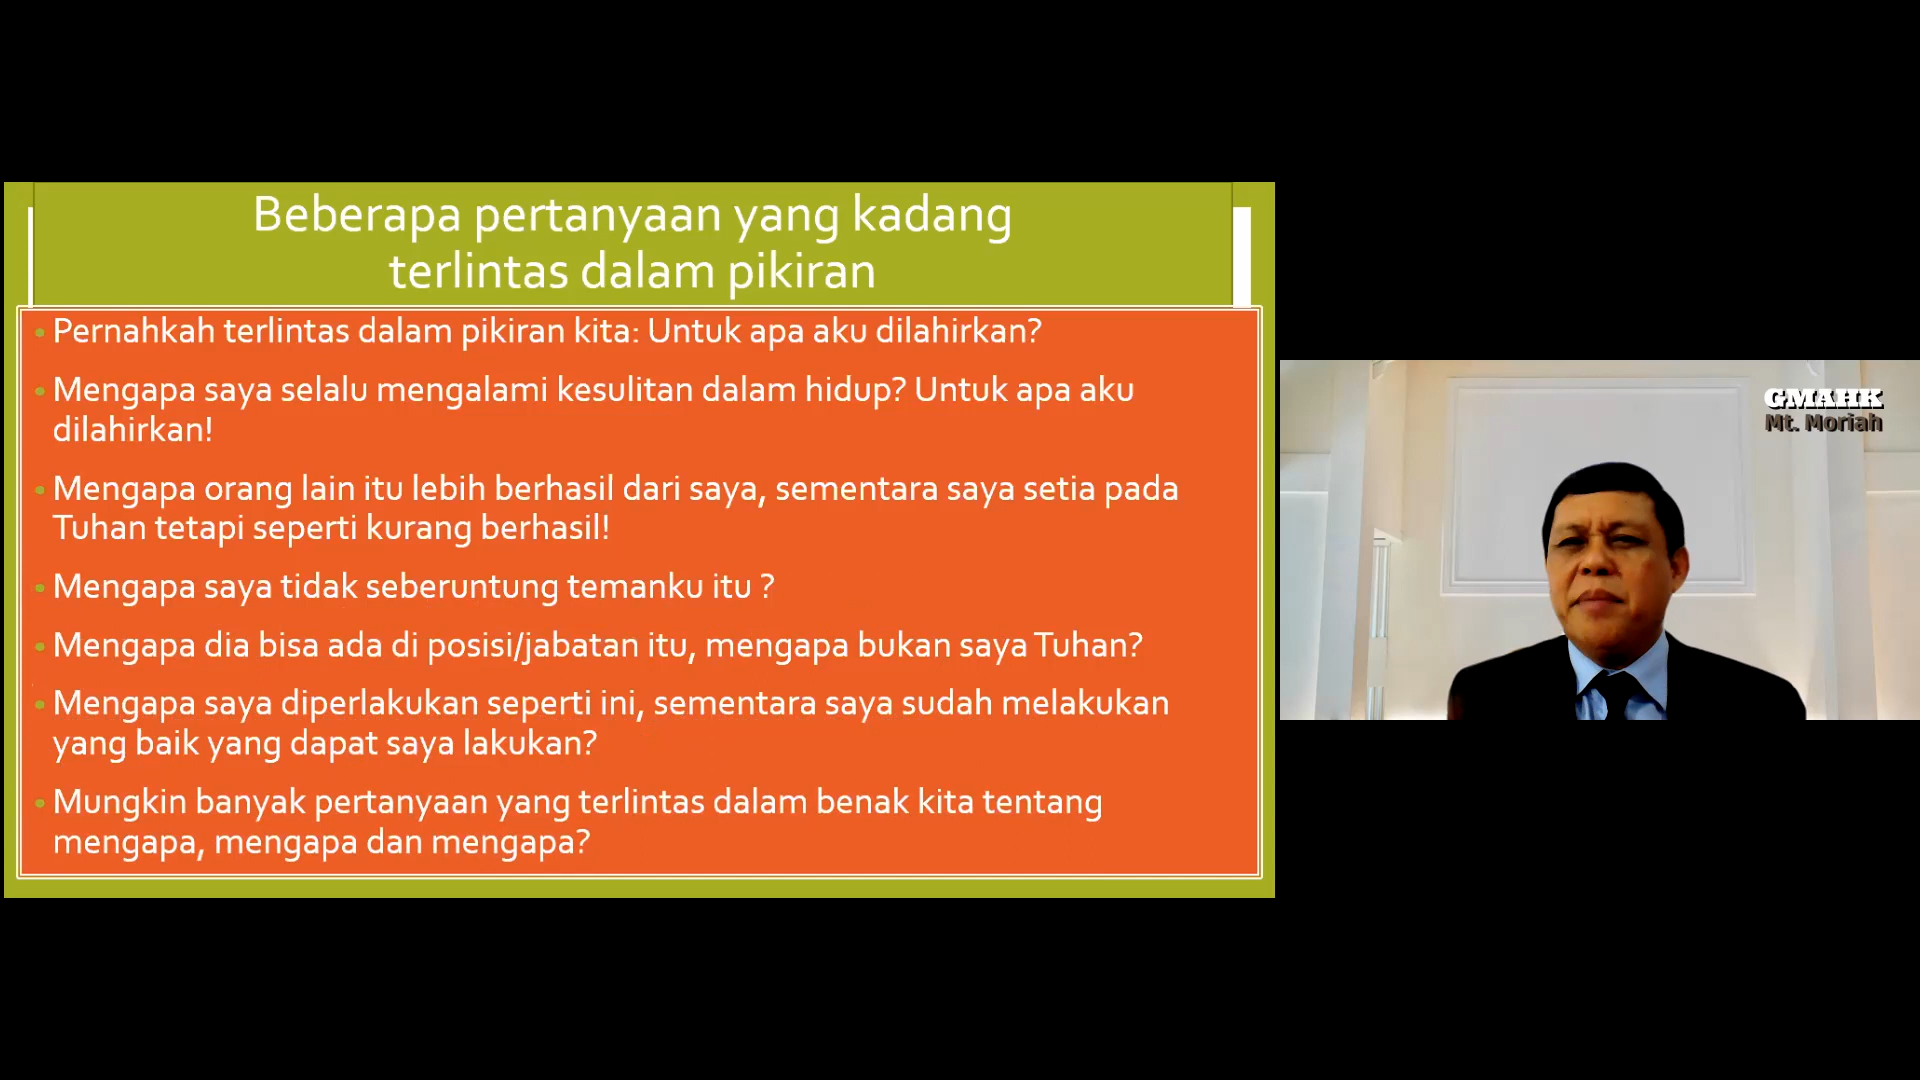 Beberapa pertanyaan yang kadang
terlintas dalam pikiran
• Pernahkah terlintas dalam pikiran kita: Untuk apa aku dilahirkan?
• Mengapa saya selalu mengalami kesulitan dalam hidup? Untuk apa aku
dilahirkan!
• Mengapa orang lain itu lebih berhasil dari saya, sementara saya setia pada
Tuhan tetapi seperti kurang berhasil!
• Mengapa saya tidak seberuntung temanku itu ?
• Mengapa dia bisa ada di posisi/jabatan itu, mengapa bukan saya Tuhan?
• Mengapa saya diperlakukan seperti ini, sementara saya sudah melakukan
yang baik yang dapat saya lakukan?
• Mungkin banyak pertanyaan yang terlintas dalam benak kita tentang
mengapa, mengapa dan mengapa?
GMAHK
Mt. Moriah